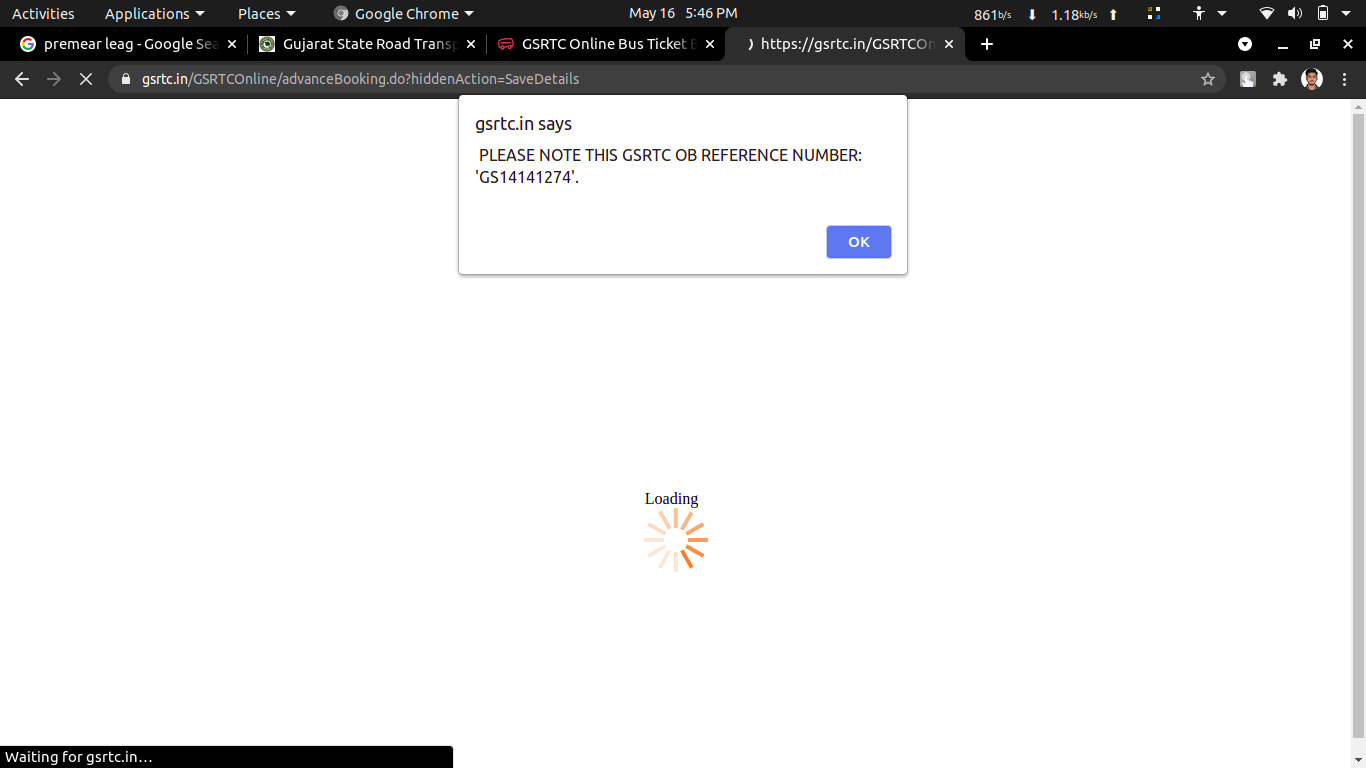 Activities Applications Places Google Chrome May 16 5:46 PM 861b/s 1.18kb/s
premear leag - Google Sea Gujarat State Road Transp GSRTC Online Bus Ticket B https://gsrtc.in/GSRTCOn
gsrtc.in/GSRTCOnline/advanceBooking.do?hiddenAction=SaveDetails
gsrtc.in says
PLEASE NOTE THIS GSRTC OB REFERENCE NUMBER:
'GS14141274'.
OK
Loading
Waiting for gsrtc.in…